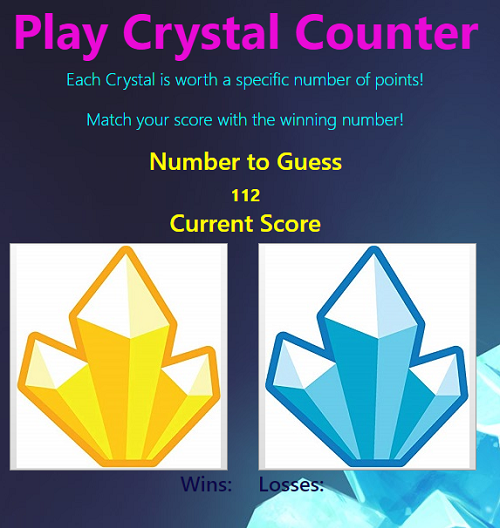 Play Crystal Counter
Each Crystal is worth a specific number of points!
Match your score with the winning number!
Number to Guess
112
Current Score
Wins: Losses: